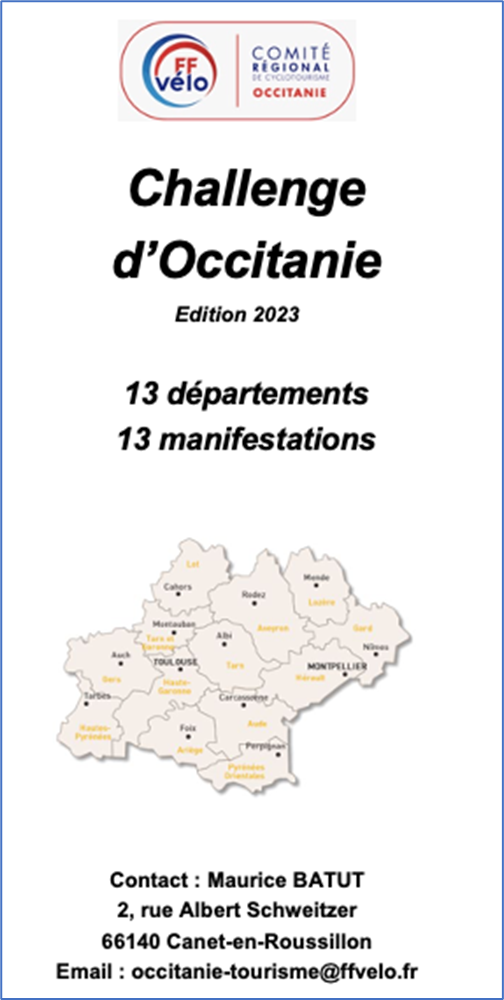 FF
vélo
COMITÉ
RÉGIONAL
DE CYCLOTOURISME
OCCITANIE
Challenge
d'Occitanie
Edition 2023
13 départements
13 manifestations
Lot
Cahors
Mende
Rodez
Lozère
Montauban
Aveyron
Gard
Tarn et
Garonne
Albi
Nîmes
Auch
TOULOUSE
Tarn
MONTPELLIER
Gers
Haute-
Garonne
Hérault
Tarbes
Carcassonne
Hautes-
Pyrénées
Foix
Aude
Ariège
Perpignan
Pyrénées
Orientales
Contact : Maurice BATUT
2, rue Albert Schweitzer
66140 Canet-en-Roussillon
Email : occitanie-tourisme@ffvelo.fr